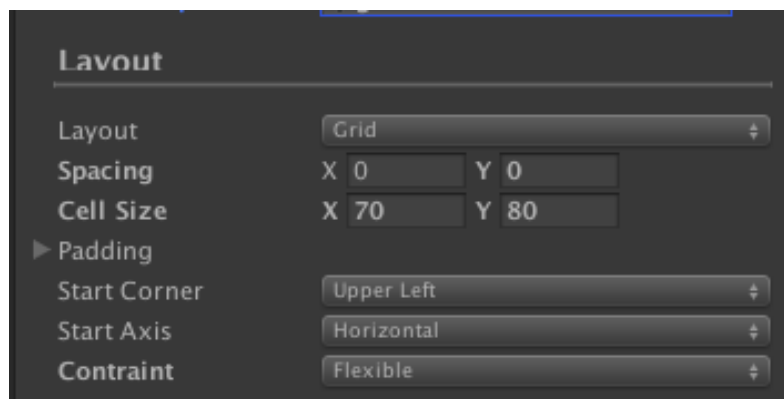 Layout
Layout Grid
Spacing X 0 Y 0
Cell Size X 70 Y 80
Padding
Start Corner Upper Left
Start Axis Horizontal
Contraint Flexible